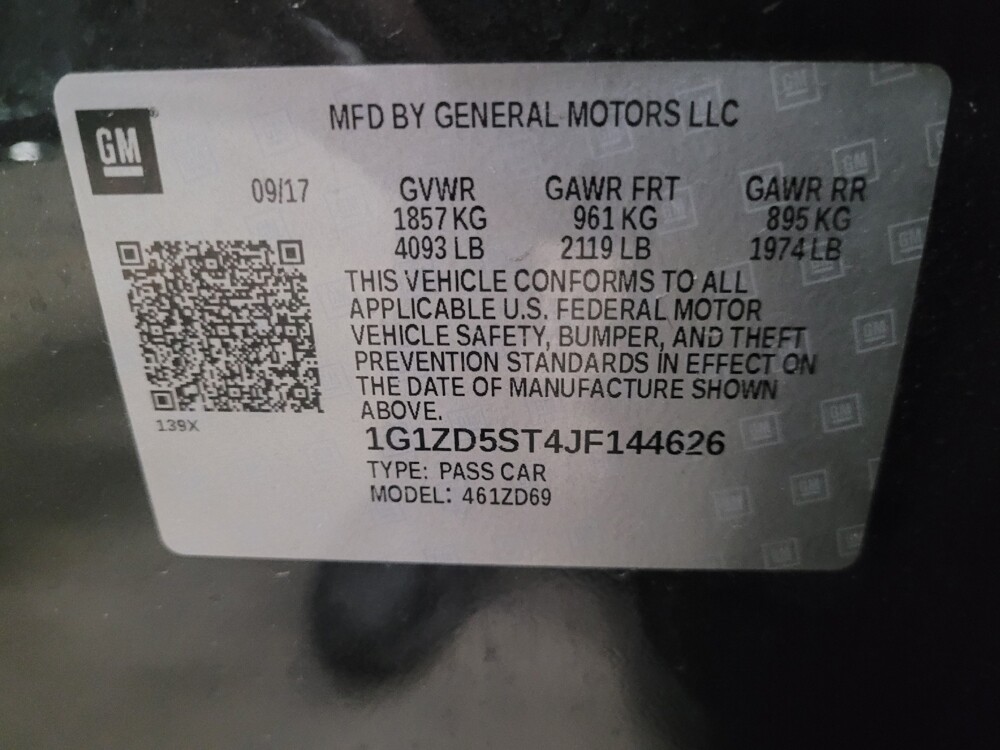 GM
MFD BY GENERAL MOTORS LLC
09/17
GVWR GAWR FRT GAWR RR
1857 KG 961 KG 895 KG
4093 LB 2119 LB 1974 LB
THIS VEHICLE CONFORMS TO ALL
APPLICABLE U.S. FEDERAL MOTOR
VEHICLE SAFETY, BUMPER, AND THEFT
PREVENTION STANDARDS IN EFFECT ON
THE DATE OF MANUFACTURE SHOWN
ABOVE.
139X
1G1ZD5ST4JF144626
TYPE: PASS CAR
MODEL: 461ZD69